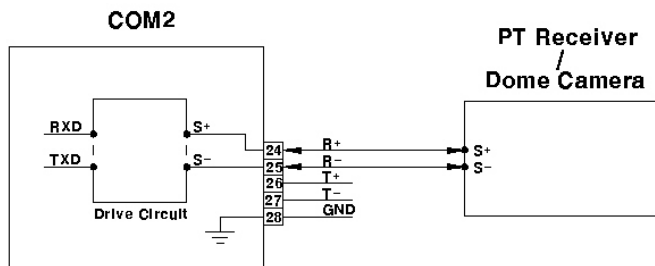 COM2
PT Receiver
/
Dome Camera
RXD
S+
TXD
S-
Drive Circuit
24
25
26
27
28
R+
R-
T+
T-
GND
S+
S-